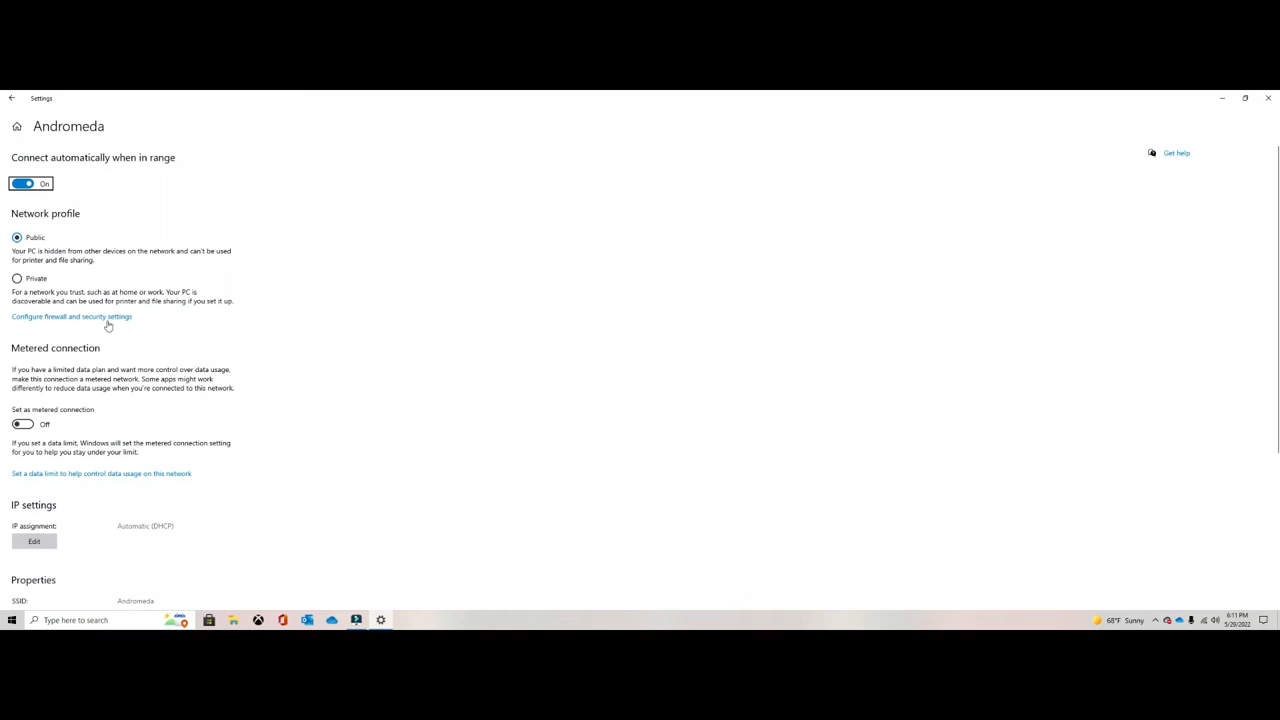 Settings
Andromeda
Connect automatically when in range
Get help
On
Network profile
Public
Your PC is hidden from other devices on the network and can't be used
for printer and file sharing.
Private
For a network you trust, such as at home or work. Your PC is
discoverable and can be used for printer and file sharing if you set it up.
Configure firewall and security settings
Metered connection
If you have a limited data plan and want more control over data usage,
make this connection a metered network. Some apps might work
differently to reduce data usage when you're connected to this network.
Set as metered connection
Off
If you set a data limit, Windows will set the metered connection setting
for you to help you stay under your limit.
Set a data limit to help control data usage on this network
IP settings
IP assignment: Automatic (DHCP)
Edit
Properties
SSID: Andromeda
Type here to search
68°F Sunny
6:11 PM
5/29/2022